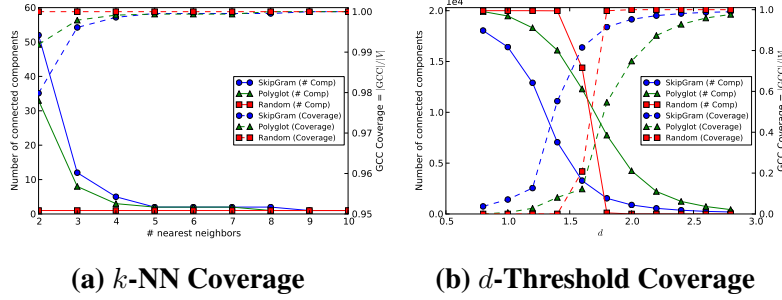 60
50
40
30
20
10
0
Number of connected components
2 3 4 5 6 7 8 9 10
# nearest neighbors
1.00
0.99
0.98
0.97
0.96
0.95
GCC Coverage = |GCC|/|V|
SkipGram (# Comp)
Polyglot (# Comp)
Random (# Comp)
SkipGram (Coverage)
Polyglot (Coverage)
Random (Coverage)
(a) k-NN Coverage
1e4
2.0
1.5
1.0
0.5
0.0
Number of connected components
0.5 1.0 1.5 2.0 2.5 3.0
d
1.0
0.8
0.6
0.4
0.2
0.0
GCC Coverage = |GCC|/|V|
SkipGram (# Comp)
Polyglot (# Comp)
Random (# Comp)
SkipGram (Coverage)
Polyglot (Coverage)
Random (Coverage)
(b) d-Threshold Coverage